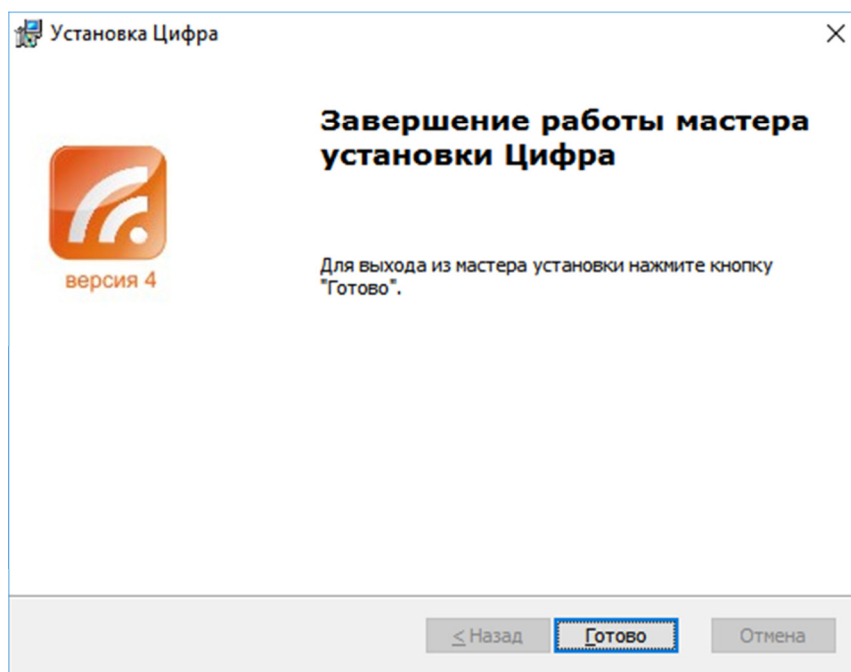 Установка Цифра
Завершение работы мастера
установки Цифра
версия 4
Для выхода из мастера установки нажмите кнопку
"Готово".
< Назад
Готово
Отмена